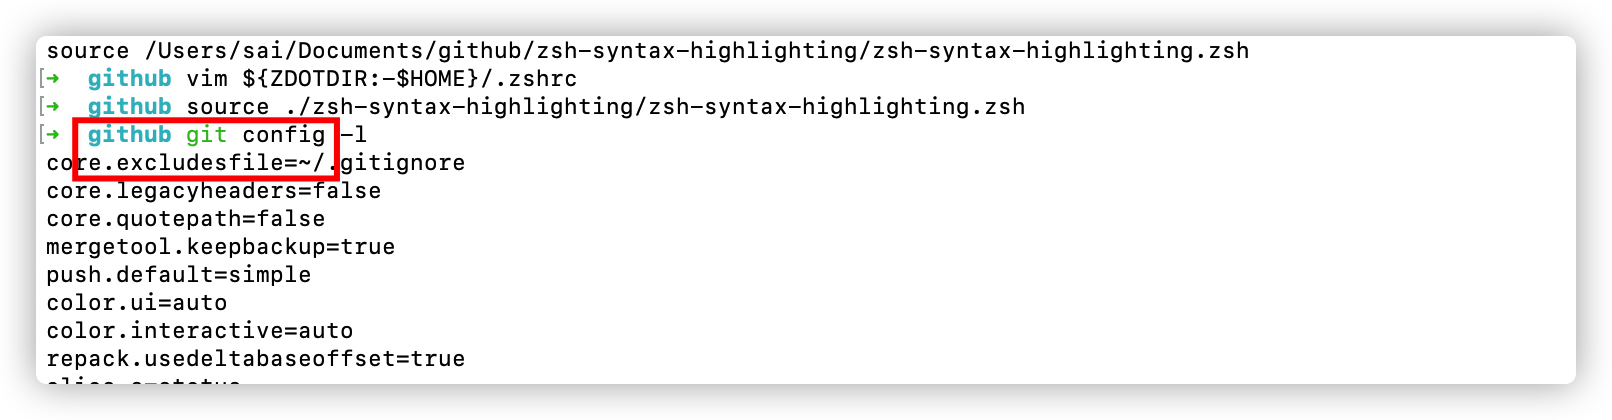 source /Users/sai/Documents/github/zsh-syntax-highlighting/zsh-syntax-highlighting.zsh
[➜  github vim ${ZDOTDIR:-$HOME}/.zshrc
[➜  github source ./zsh-syntax-highlighting/zsh-syntax-highlighting.zsh
[➜  github git config -l
core.excludesfile=~/.gitignore
core.legacyheaders=false
core.quotepath=false
mergetool.keepbackup=true
push.default=simple
color.ui=auto
color.interactive=auto
repack.usedeltabaseoffset=true